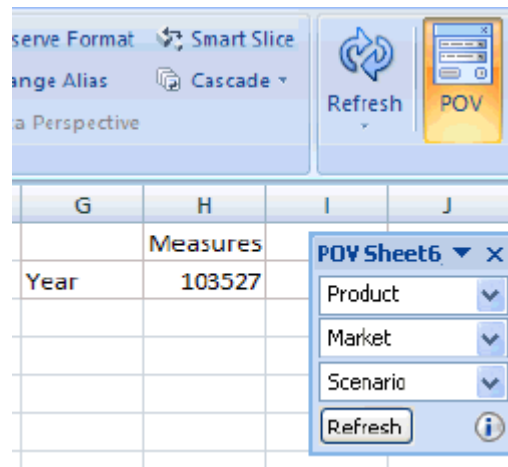 serve Format Smart Slice
ange Alias Cascade
a Perspective
Refresh POV
G H I J
Measures
Year 103527
POV Sheet6
Product
Market
Scenario
Refresh